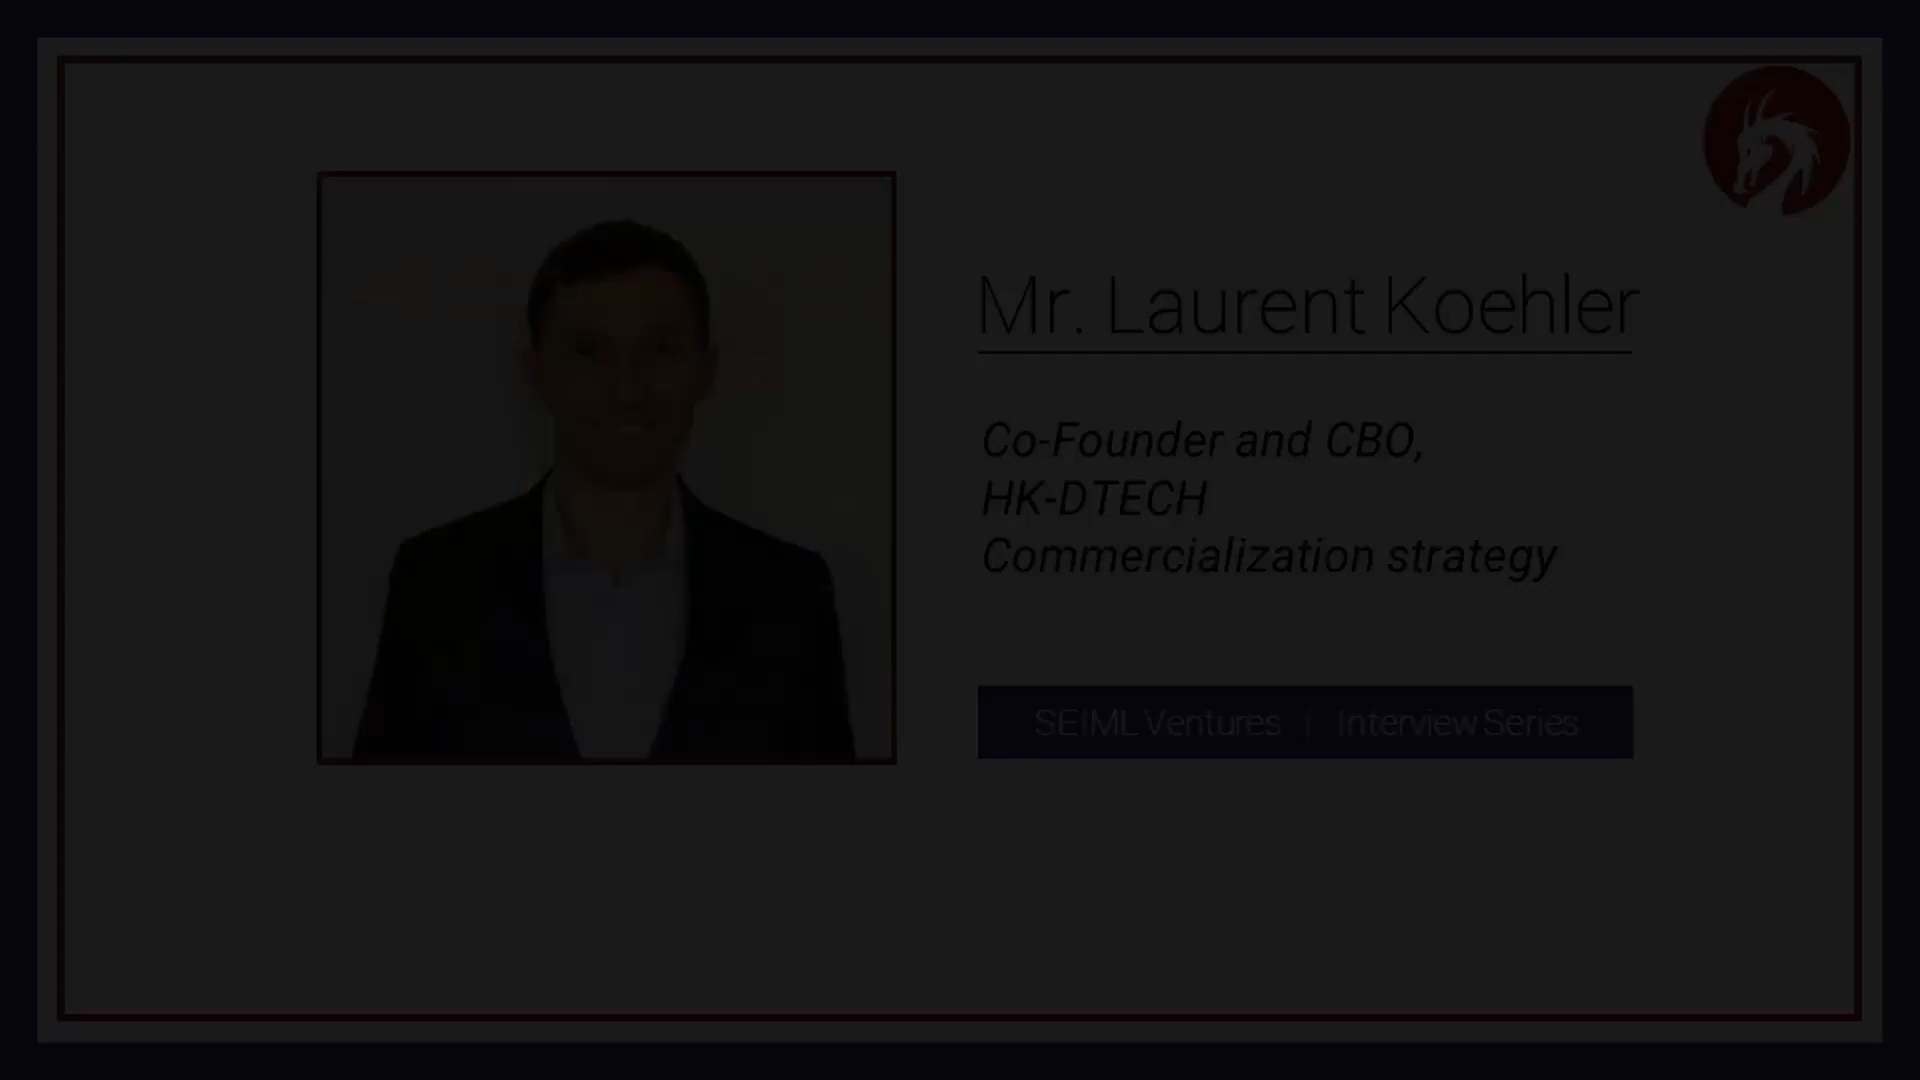 Mr. Laurent Koehler
Co-Founder and CBO,
HK-DTECH
Commercialization strategy
SEIML Ventures | Interview Series